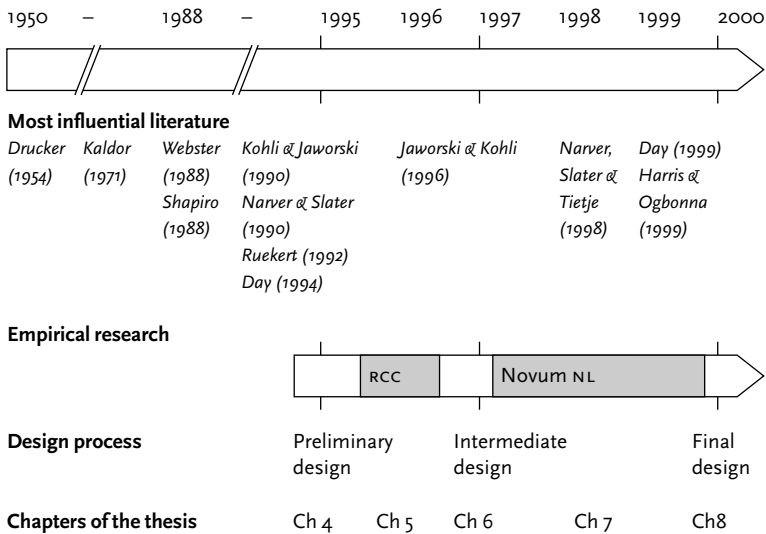 1950 – 1988 – 1995 1996 1997 1998 1999 2000
Most influential literature
Drucker
(1954)
Kaldor
(1971)
Webster
(1988)
Shapiro
(1988)
Kohli & Jaworski
(1990)
Narver & Slater
(1990)
Ruekert (1992)
Day (1994)
Jaworski & Kohli
(1996)
Narver,
Slater &
Tietje
(1998)
Day (1999)
Harris &
Ogbonna
(1999)
Empirical research
RCC
Novum NL
Design process
Preliminary
design
Intermediate
design
Final
design
Chapters of the thesis
Ch 4 Ch 5 Ch 6 Ch 7 Ch8